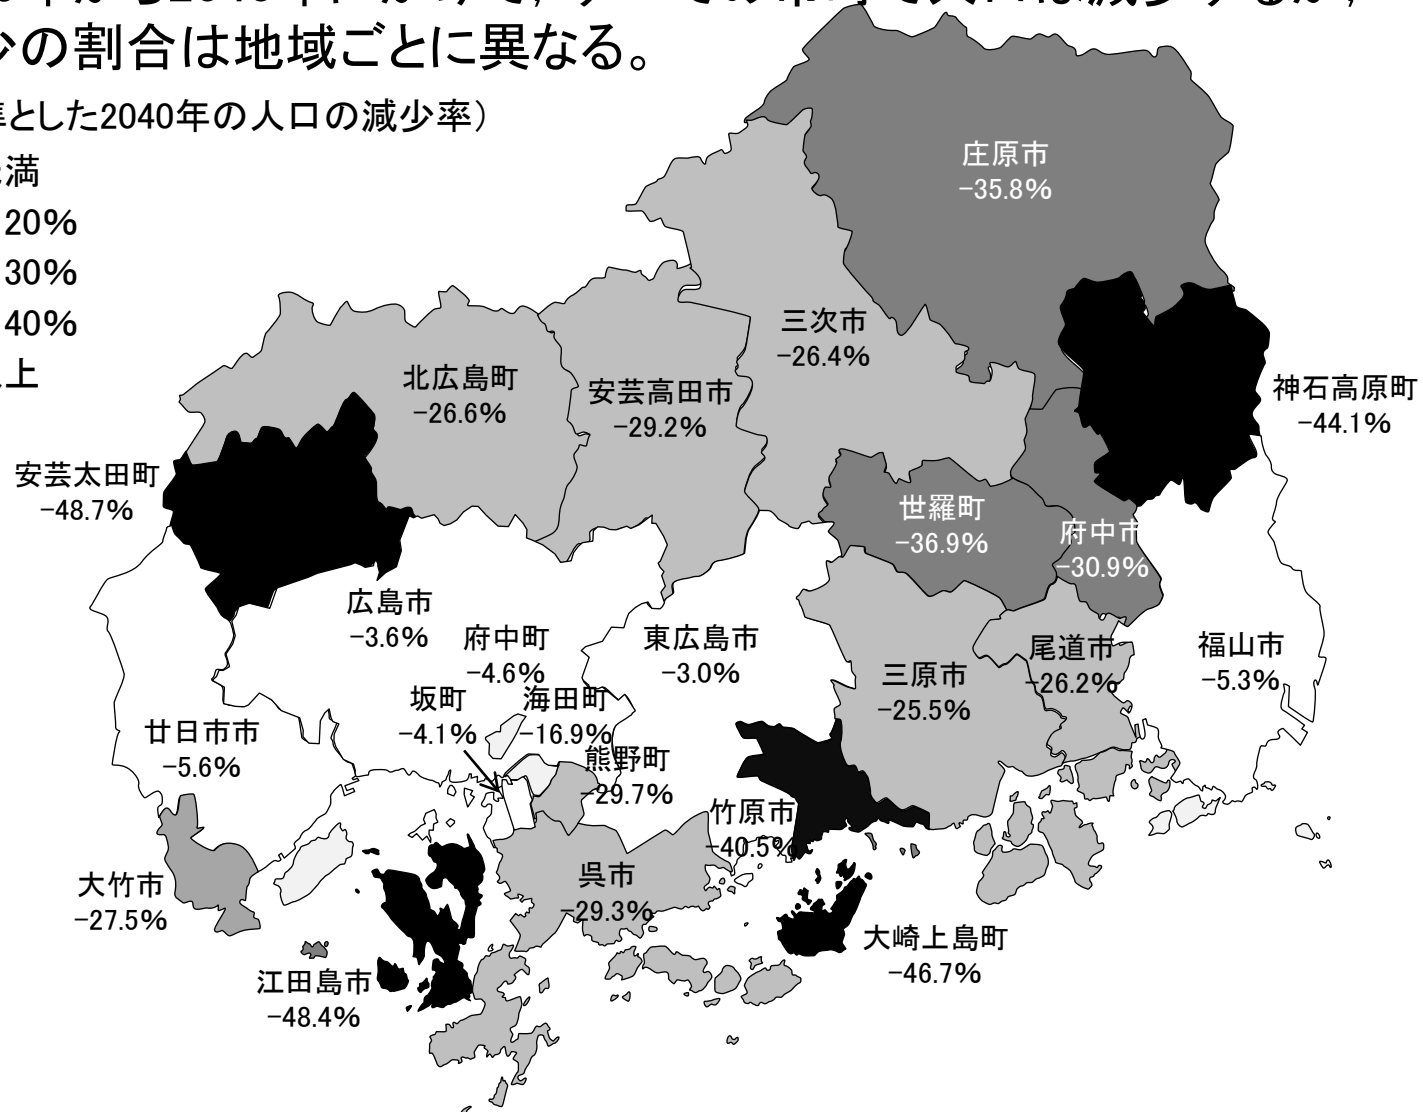 少の割合は地域ごとに異なる。
準とした2040年の人口の減少率）
未満
20%
30%
40%
以上
庄原市
-35.8%
三次市
-26.4%
北広島町
-26.6%
安芸高田市
-29.2%
神石高原町
-44.1%
安芸太田町
-48.7%
世羅町
-36.9%
府中市
-30.9%
広島市
-3.6%
府中町
-4.6%
東広島市
-3.0%
尾道市
-26.2%
福山市
-5.3%
三原市
-25.5%
坂町
-4.1%
海田町
-16.9%
廿日市市
-5.6%
熊野町
-29.7%
竹原市
-40.5%
呉市
-29.3%
大竹市
-27.5%
大崎上島町
-46.7%
江田島市
-48.4%